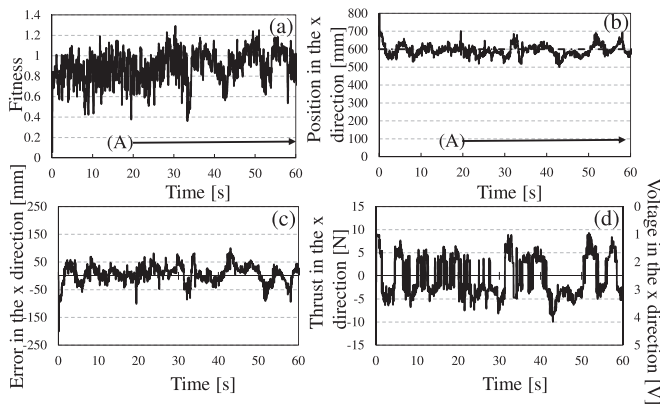 1.4
1.2
1
0.8
0.6
0.4
0.2
0
0 10 20 30 40 50 60
Fitness
Time [s]
(a)
(A)
800
700
600
500
400
300
200
100
0
0 10 20 30 40 50 60
Position in the x
direction [mm]
Time [s]
(b)
(A)
250
150
50
-50
-150
-250
0 10 20 30 40 50 60
Error in the x direction [mm]
Time [s]
(c)
15
10
5
0
-5
-10
-15
0 10 20 30 40 50 60
Thrust in the x
direction [N]
Time [s]
(d)
0
1
2
3
4
5
Voltage in the x direction [V]